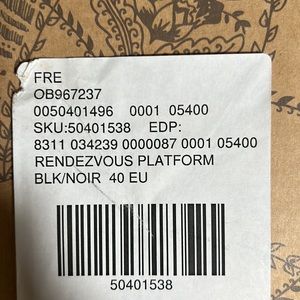 FRE
OB967237
0050401496 0001 05400
SKU:50401538 EDP:
8311 034239 0000087 0001 05400
RENDEZVOUS PLATFORM
BLK/NOIR 40 EU
50401538